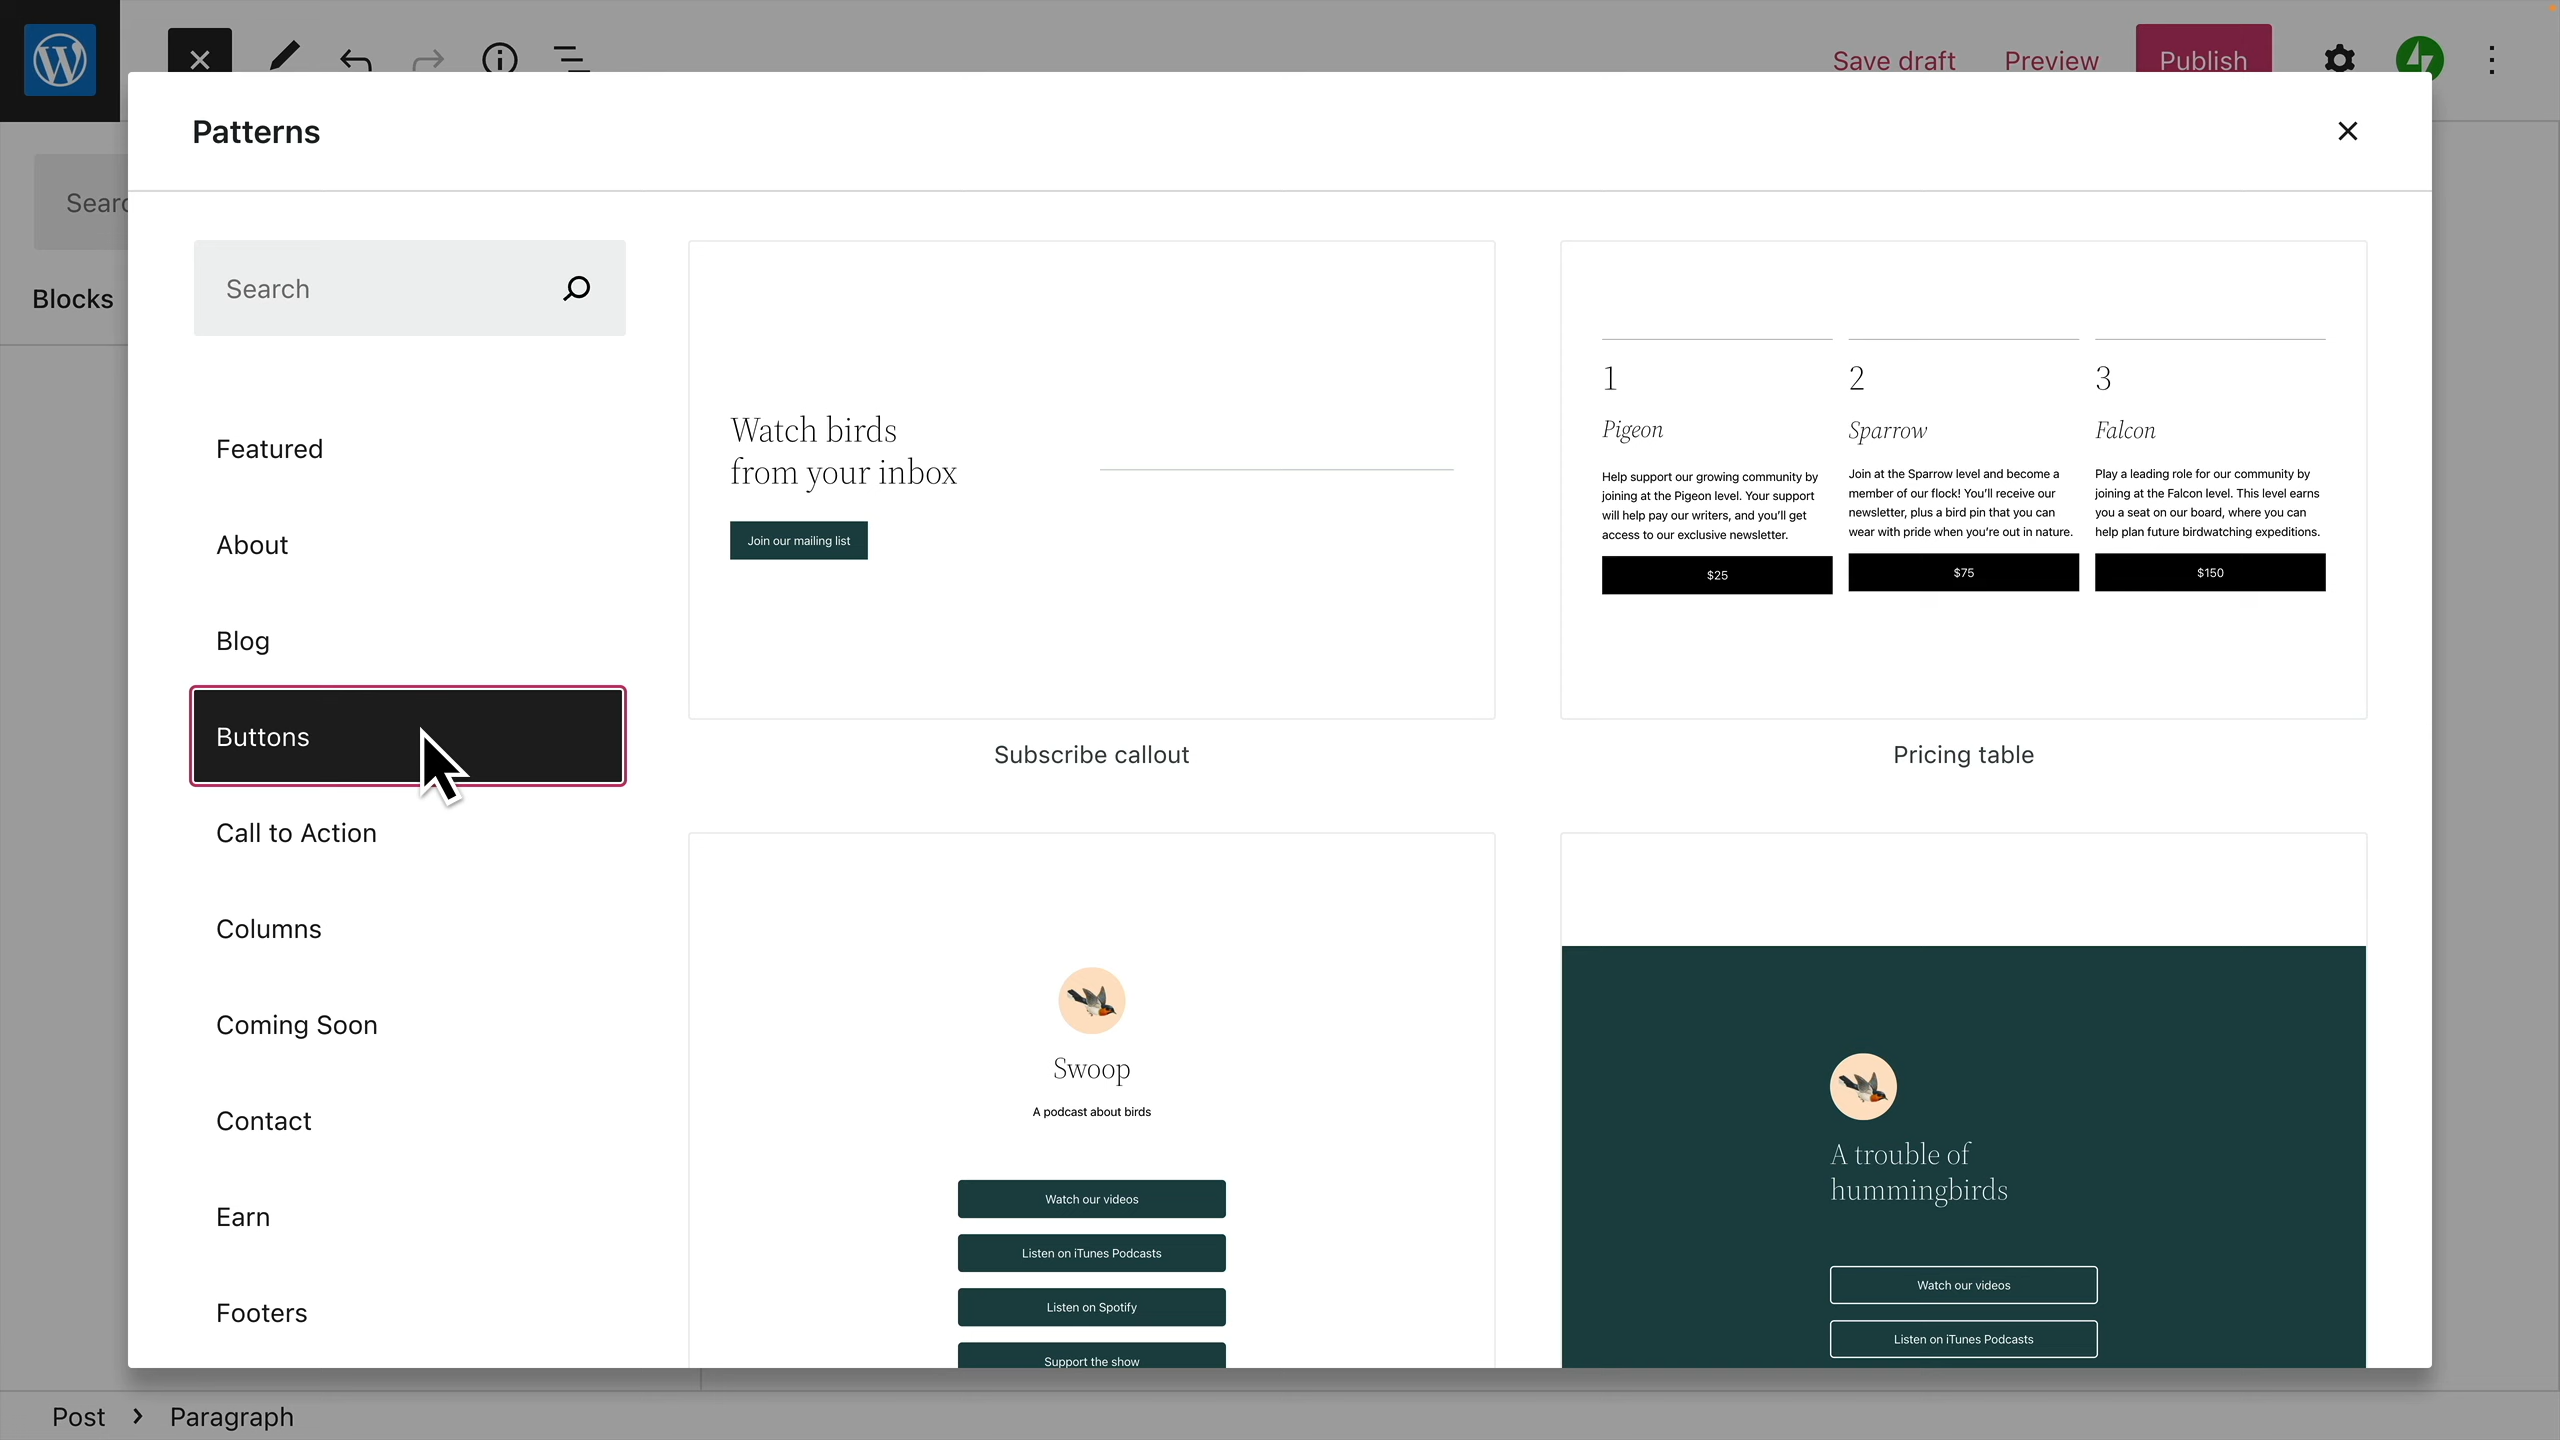 Save draft
Preview
Publish
Patterns
Blocks
Search
Featured
About
Blog
Buttons
Call to Action
Columns
Coming Soon
Contact
Earn
Footers
Watch birds
from your inbox
Join our mailing list
Subscribe callout
1
Pigeon
Help support our growing community by
joining at the Pigeon level. Your support
will help pay our writers, and you'll get
access to our exclusive newsletter.
$25
2
Sparrow
Join at the Sparrow level and become a
member of our flock! You'll receive our
newsletter, plus a bird pin that you can
wear with pride when you're out in nature.
$75
3
Falcon
Play a leading role for our community by
joining at the Falcon level. This level earns
you a seat on our board, where you can
help plan future birdwatching expeditions.
$150
Pricing table
Swoop
A podcast about birds
Watch our videos
Listen on iTunes Podcasts
Listen on Spotify
Support the show
A trouble of
hummingbirds
Watch our videos
Listen on iTunes Podcasts
Post
Paragraph